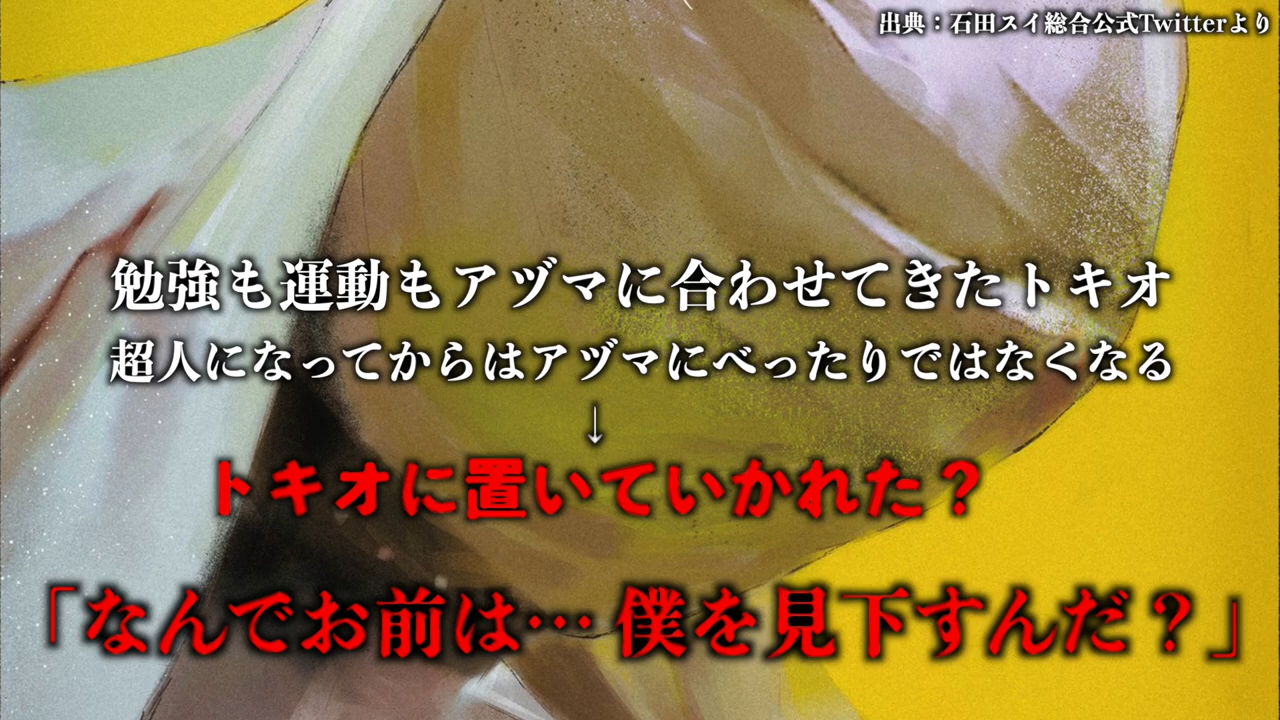 出典：石田スイ総合公式Twitterより
勉強も運動もアヅマに合わせてきたトキオ
超人になってからはアヅマにべったりではなくなる
↓
トキオに置いていかれた？
「なんでお前は… 僕を見下すんだ？」